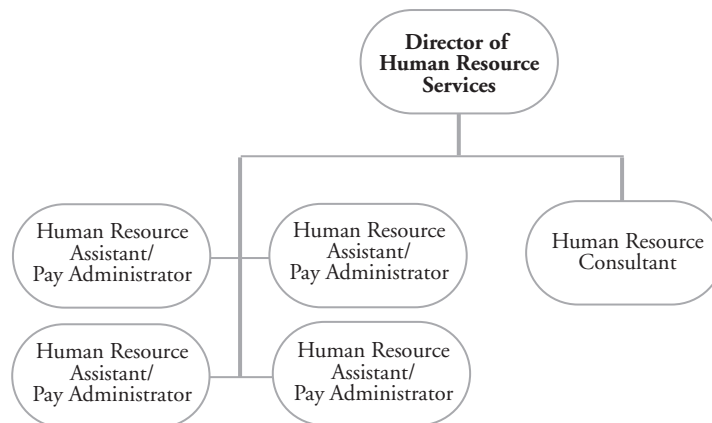 Director of
Human Resource
Services
Human Resource
Assistant/
Pay Administrator
Human Resource
Assistant/
Pay Administrator
Human Resource
Consultant
Human Resource
Assistant/
Pay Administrator
Human Resource
Assistant/
Pay Administrator